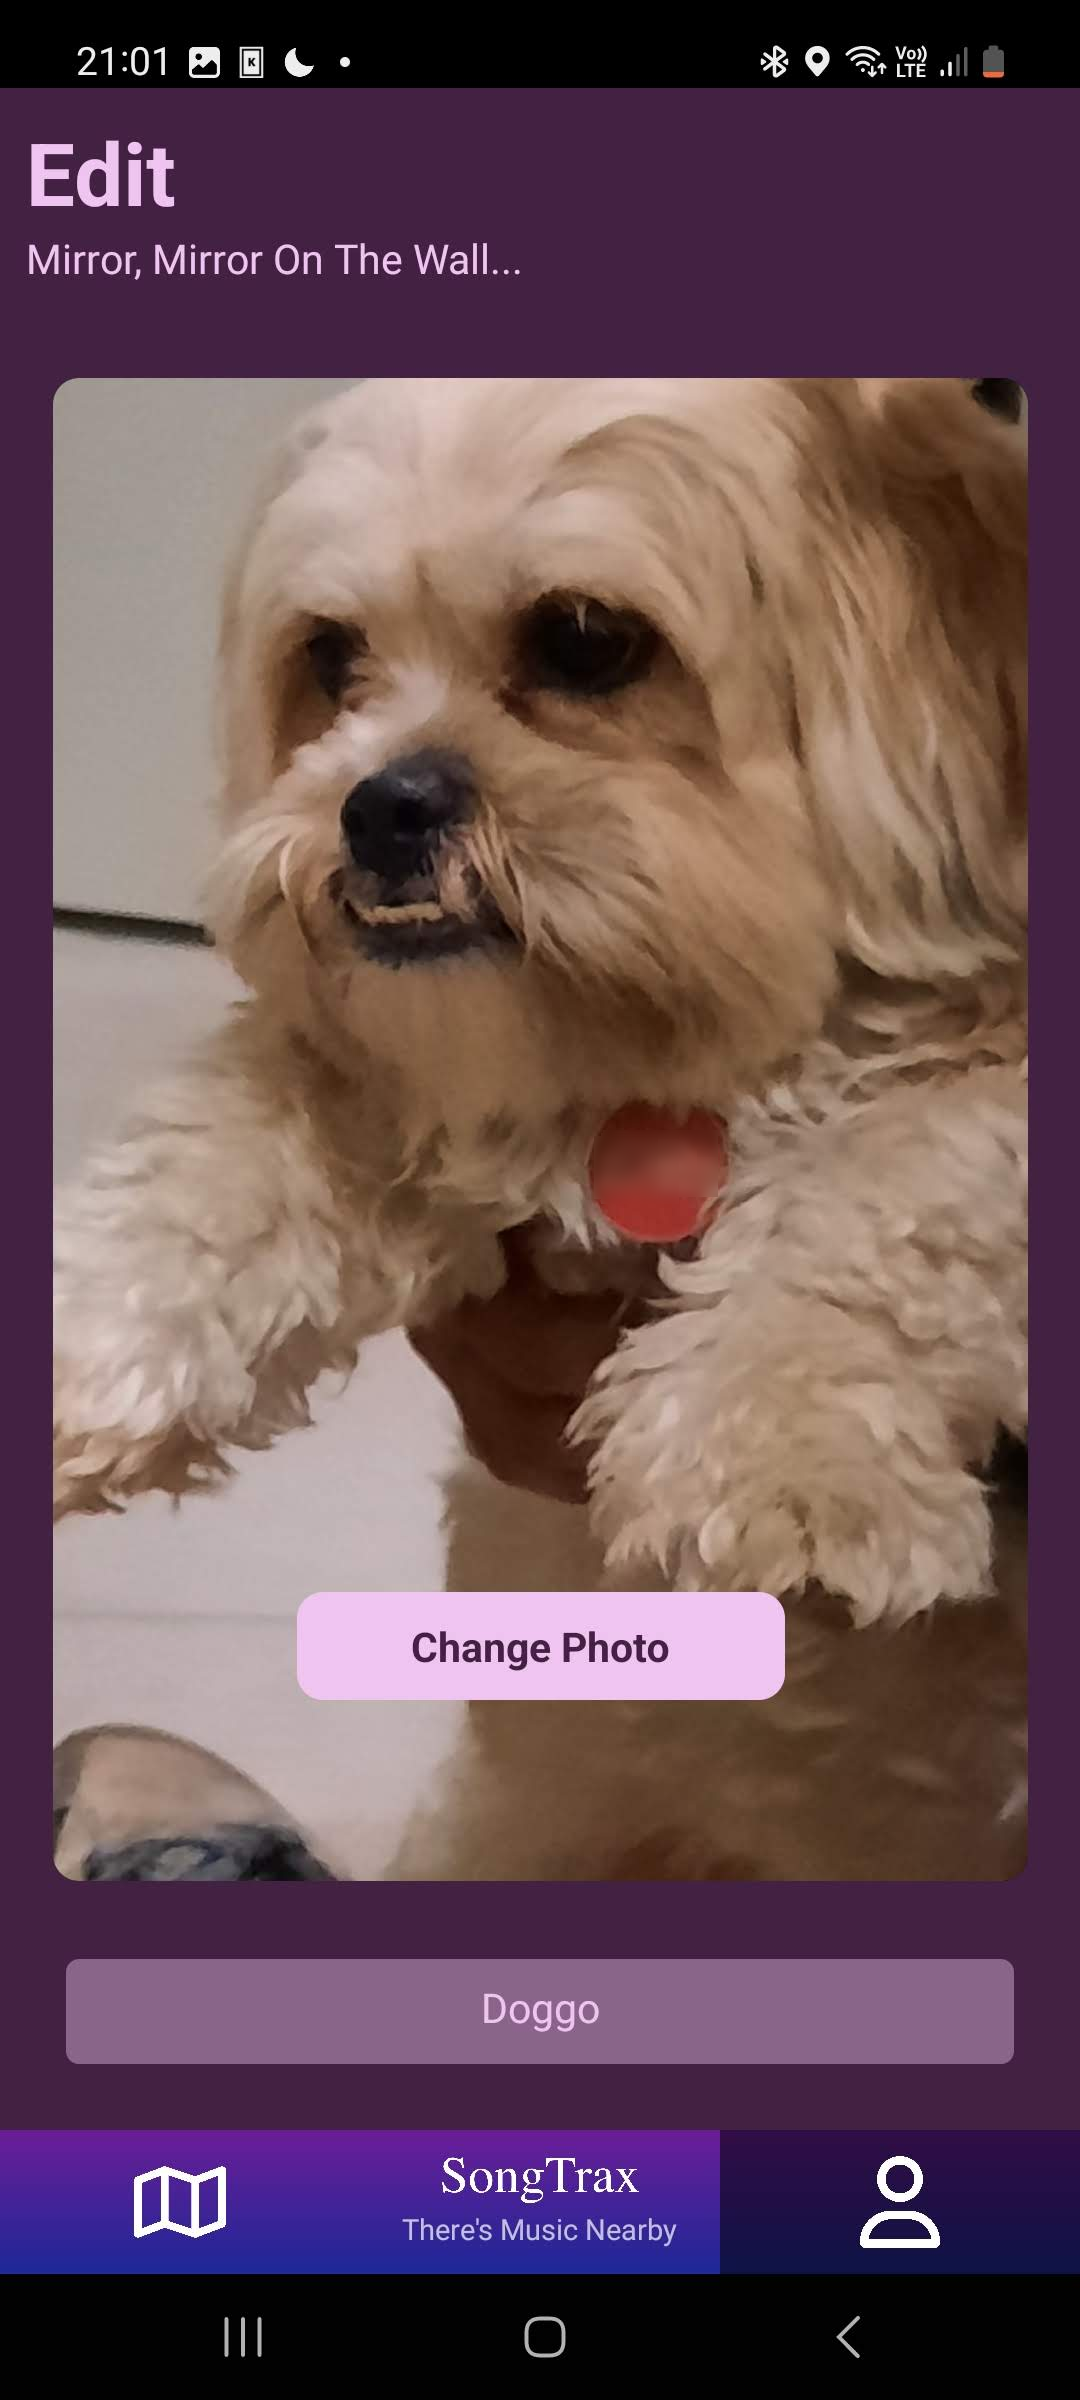 21:01
K
Vo))
LTE
Edit
Mirror, Mirror On The Wall...
Change Photo
Doggo
SongTrax
There's Music Nearby